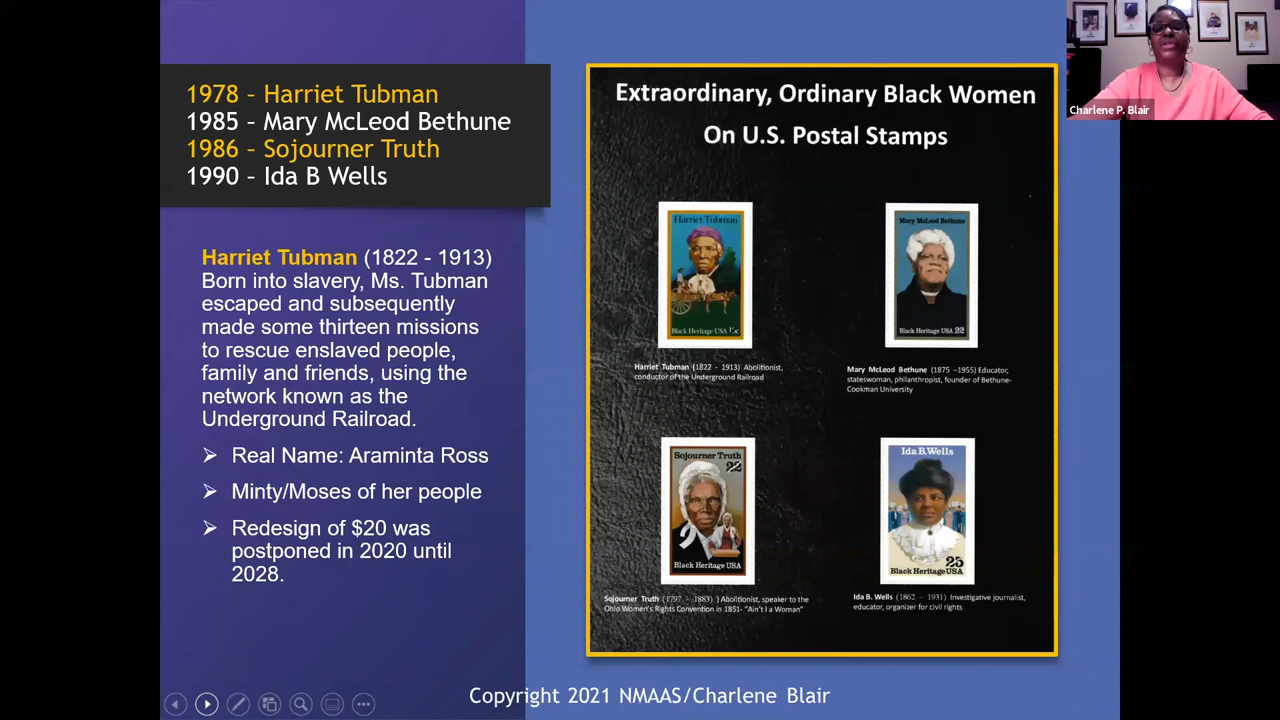 1978 – Harriet Tubman
1985 – Mary McLeod Bethune
1986 – Sojourner Truth
1990 – Ida B Wells
Harriet Tubman (1822 - 1913)
Born into slavery, Ms. Tubman
escaped and subsequently
made some thirteen missions
to rescue enslaved people,
family and friends, using the
network known as the
Underground Railroad.
Real Name: Araminta Ross
Minty/Moses of her people
Redesign of $20 was
postponed in 2020 until
2028.
Extraordinary, Ordinary Black Women
On U.S. Postal Stamps
Harriet Tubman
Black Heritage USA 15c
Harriet Tubman (1822 - 1913) Abolitionist,
conductor of the Underground Railroad
Mary McLeod Bethune
Black Heritage USA 22
Mary McLeod Bethune (1875 –1955) Educator,
stateswoman, philanthropist, founder of Bethune-
Cookman University
Sojourner Truth
22
Black Heritage USA
Sojourner Truth (1797 – 1883) ) Abolitionist, speaker to the
Ohio Women's Rights Convention in 1851- "Ain't I a Woman"
Ida B. Wells
25
Black Heritage USA
Ida B. Wells (1862 – 1931) Investigative journalist,
educator, organizer for civil rights
Charlene P. Blair
Copyright 2021 NMAAS/Charlene Blair